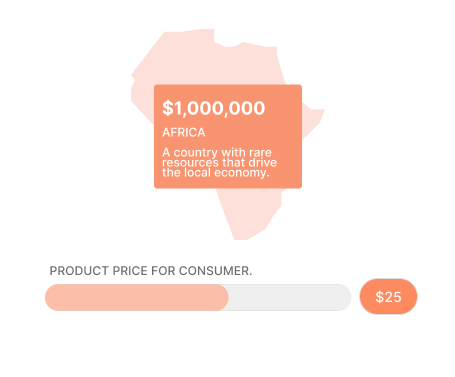 $1,000,000
AFRICA
A country with rare
resources that drive
the local economy.
PRODUCT PRICE FOR CONSUMER.
$25